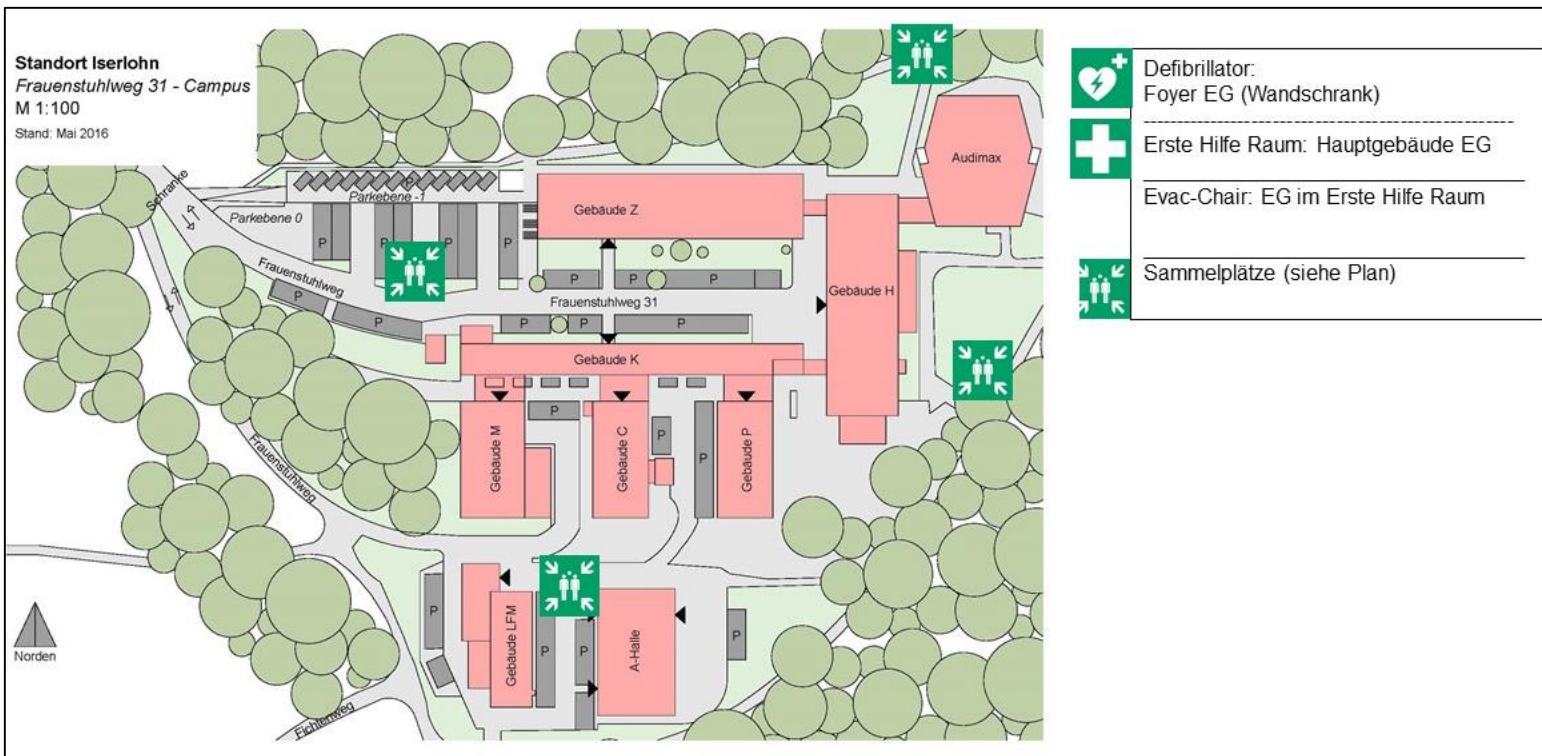 Standort Iserlohn
Frauenstuhlweg 31 - Campus
M 1:100
Stand: Mai 2016
Schranke
Parkebene 0
Parkebene -1
P
P
P
P
P
Gebäude Z
Audimax
Gebäude H
Frauenstuhlweg
P
P
P
P
P
Frauenstuhlweg 31
P
P
P
Gebäude K
P
P
P
Gebäude M
Gebäude C
Gebäude P
Frauenstuhlweg
P
P
P
P
Gebäude LFM
A-Halle
Fichtenweg
Norden
Defibrillator:
Foyer EG (Wandschrank)
Erste Hilfe Raum: Hauptgebäude EG
Evac-Chair: EG im Erste Hilfe Raum
Sammelplätze (siehe Plan)